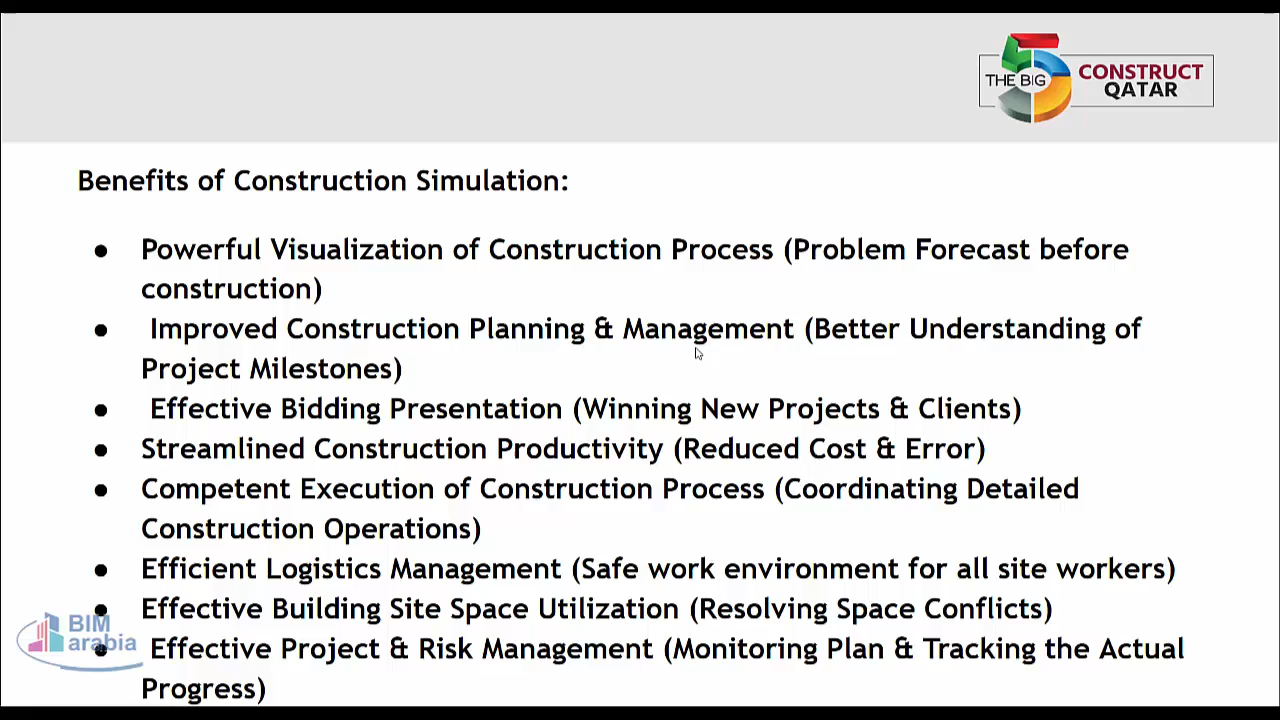 THE BIG 5
CONSTRUCT
QATAR
Benefits of Construction Simulation:
● Powerful Visualization of Construction Process (Problem Forecast before
construction)
● Improved Construction Planning & Management (Better Understanding of
Project Milestones)
● Effective Bidding Presentation (Winning New Projects & Clients)
● Streamlined Construction Productivity (Reduced Cost & Error)
● Competent Execution of Construction Process (Coordinating Detailed
Construction Operations)
● Efficient Logistics Management (Safe work environment for all site workers)
● Effective Building Site Space Utilization (Resolving Space Conflicts)
● Effective Project & Risk Management (Monitoring Plan & Tracking the Actual
Progress)
BIM
arabia